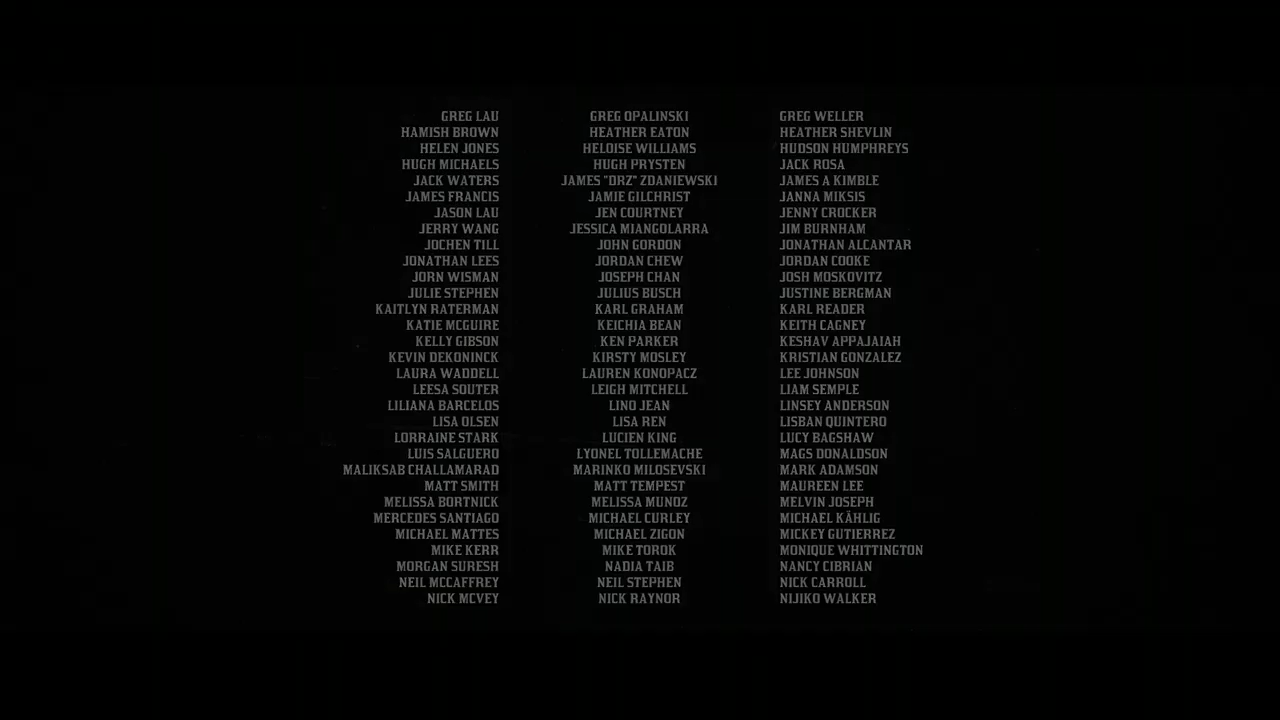 GREG LAU GREG OPALINSKI GREG WELLER
HAMISH BROWN HEATHER EATON HEATHER SHEVLIN
HELEN JONES HELOISE WILLIAMS HUDSON HUMPHREYS
HUGH MICHAELS HUGH PRYSTEN JACK ROSA
JACK WATERS JAMES "DRZ" ZDANIEWSKI JAMES A KIMBLE
JAMES FRANCIS JAMIE GILCHRIST JANNA MIKSIS
JASON LAU JEN COURTNEY JENNY CROCKER
JERRY WANG JESSICA MIANGOLARRA JIM BURNHAM
JOCHEN TILL JOHN GORDON JONATHAN ALCANTAR
JONATHAN LEES JORDAN CHEW JORDAN COOKE
JORN WISMAN JOSEPH CHAN JOSH MOSKOVITZ
JULIE STEPHEN JULIUS BUSCH JUSTINE BERGMAN
KAITLYN RATERMAN KARL GRAHAM KARL READER
KATIE MCGUIRE KEICHIA BEAN KEITH CAGNEY
KELLY GIBSON KEN PARKER KESHAV APPAJAIAH
KEVIN DEKONINCK KIRSTY MOSLEY KRISTIAN GONZALEZ
LAURA WADDELL LAUREN KONOPACZ LEE JOHNSON
LEESA SOUTER LEIGH MITCHELL LIAM SEMPLE
LILIANA BARCELOS LINO JEAN LINSEY ANDERSON
LISA OLSEN LISA REN LISBAN QUINTERO
LORRAINE STARK LUCIEN KING LUCY BAGSHAW
LUIS SALGUERO LYONEL TOLLEMACHE MAGS DONALDSON
MALIKSAB CHALLAMARAD MARINKO MILOSEVSKI MARK ADAMSON
MATT SMITH MATT TEMPEST MAUREEN LEE
MELISSA BORTNICK MELISSA MUNOZ MELVIN JOSEPH
MERCEDES SANTIAGO MICHAEL CURLEY MICHAEL KÄHLIG
MICHAEL MATTES MICHAEL ZIGON MICKEY GUTIERREZ
MIKE KERR MIKE TOROK MONIQUE WHITTINGTON
MORGAN SURESH NADIA TAIB NANCY CIBRIAN
NEIL MCCAFFREY NEIL STEPHEN NICK CARROLL
NICK MCVEY NICK RAYNOR NIJIKO WALKER